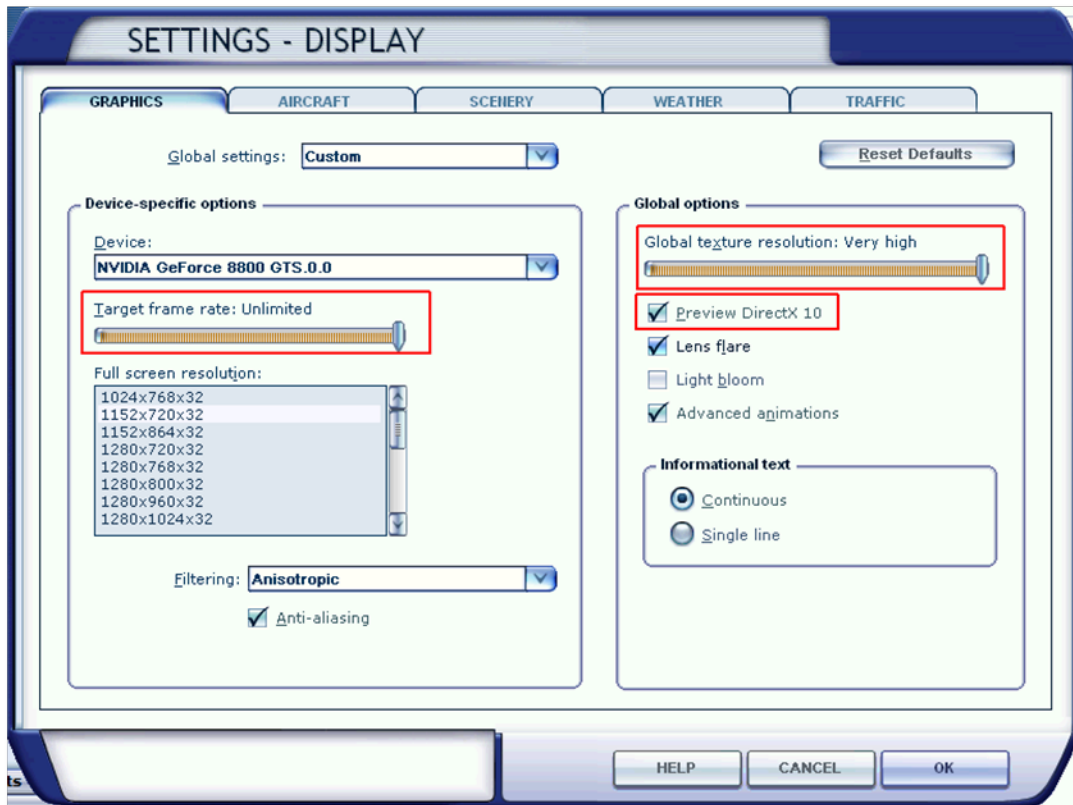 SETTINGS - DISPLAY
GRAPHICS
AIRCRAFT
SCENERY
WEATHER
TRAFFIC
Global settings: Custom
Reset Defaults
Device-specific options
Device:
NVIDIA GeForce 8800 GTS.0.0
Target frame rate: Unlimited
Full screen resolution:
1024x768x32
1152x720x32
1152x864x32
1280x720x32
1280x768x32
1280x800x32
1280x960x32
1280x1024x32
Filtering: Anisotropic
Anti-aliasing
Global options
Global texture resolution: Very high
Preview DirectX 10
Lens flare
Light bloom
Advanced animations
Informational text
Continuous
Single line
ts
HELP
CANCEL
OK